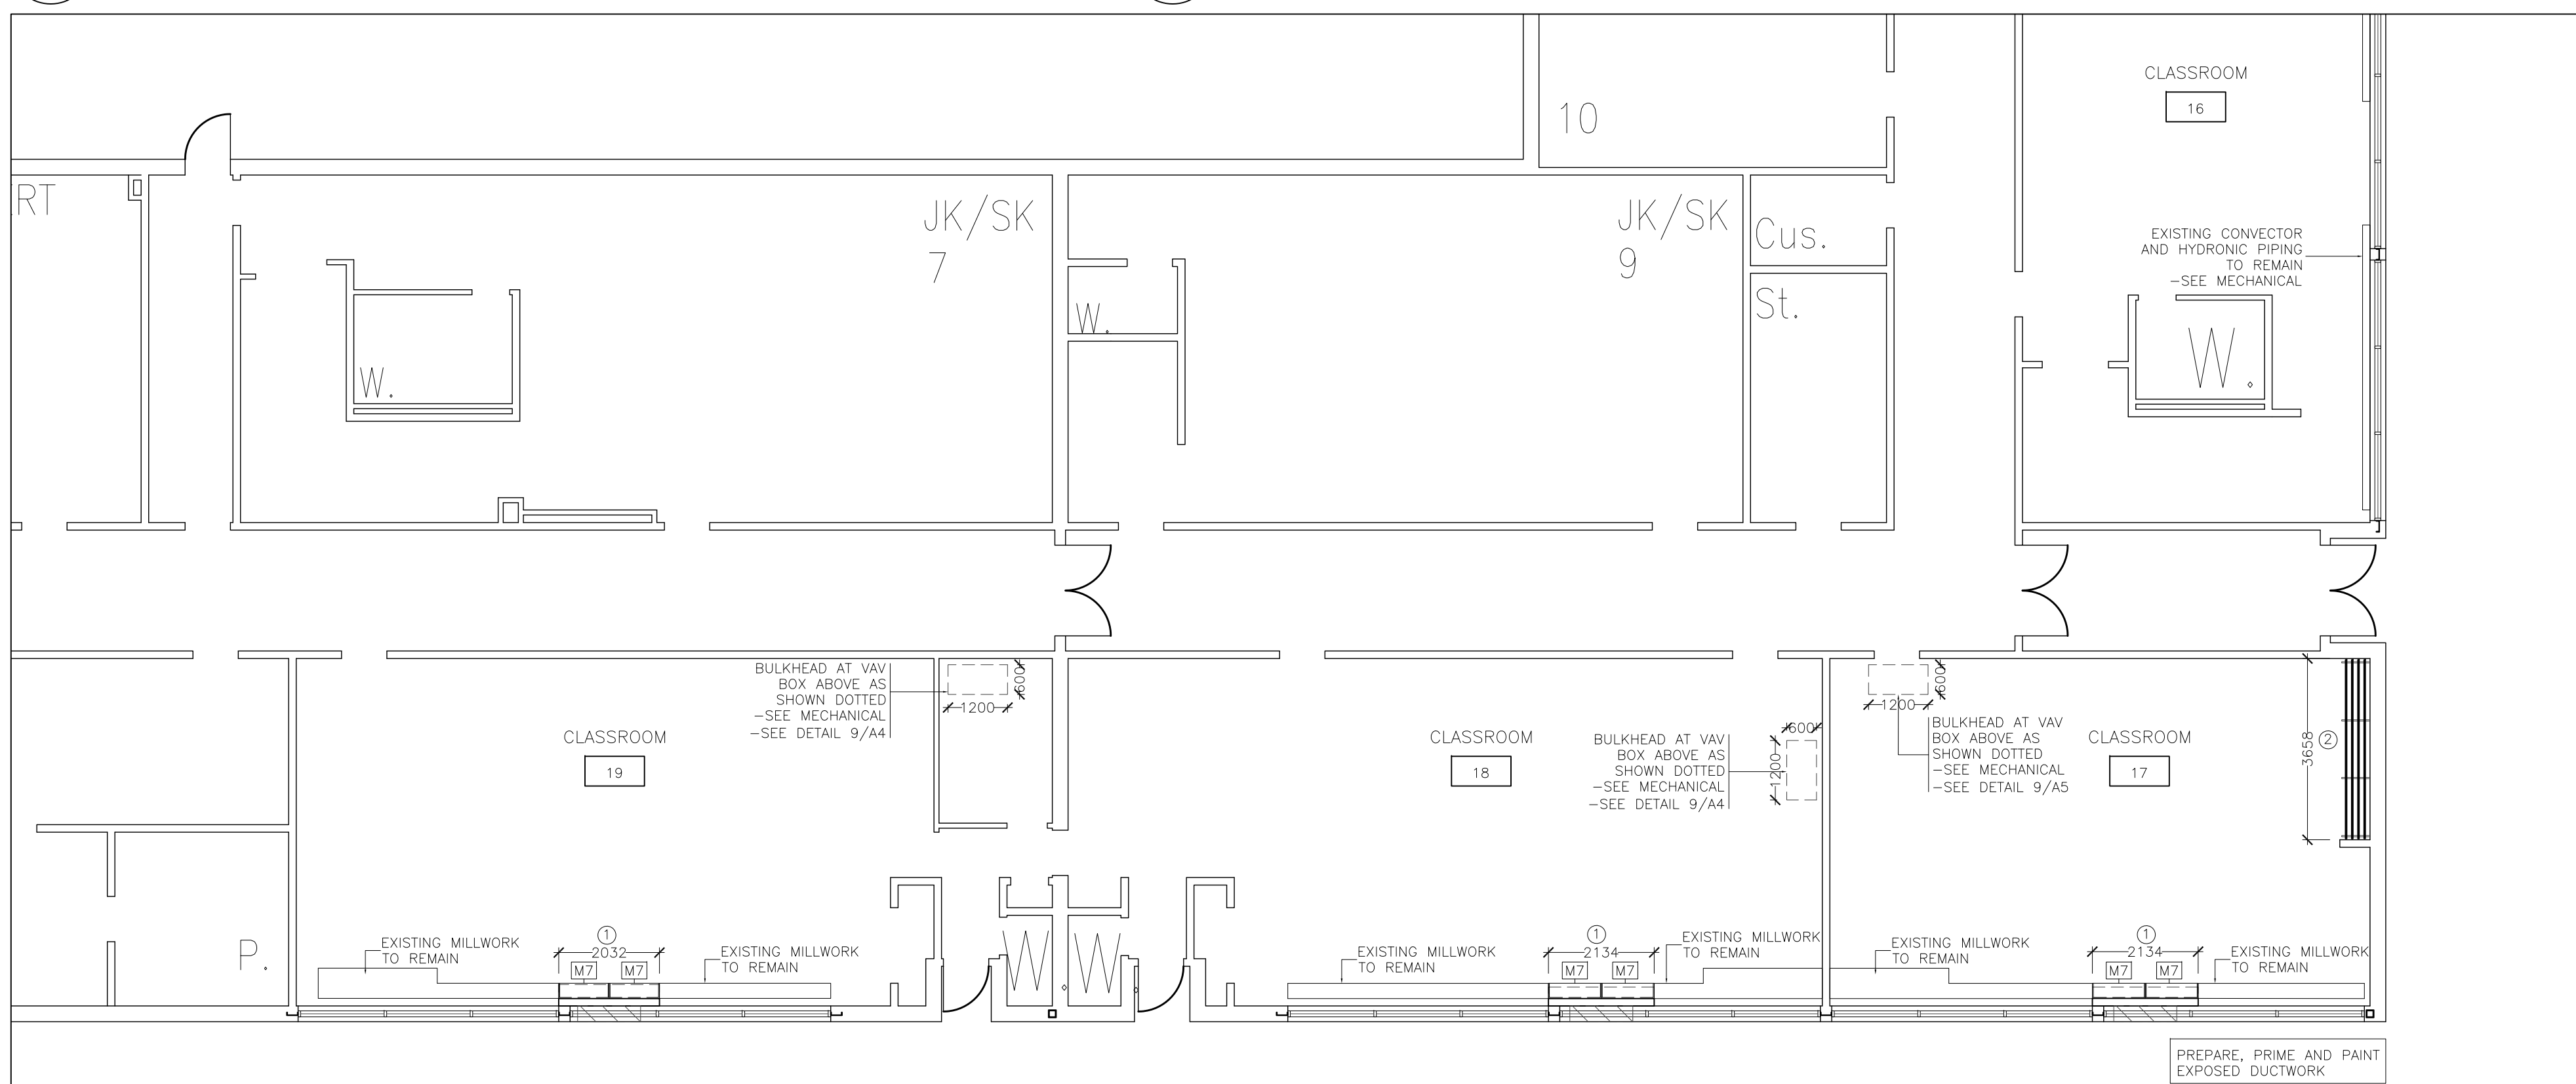 CLASSROOM
16
10
RT
JK/SK
7
JK/SK
9
Cus.
St.
EXISTING CONVECTOR
AND HYDRONIC PIPING
TO REMAIN
-SEE MECHANICAL
W.
W.
W.
BULKHEAD AT VAV
BOX ABOVE AS
SHOWN DOTTED
-SEE MECHANICAL
-SEE DETAIL 9/A4
600
1200
CLASSROOM
19
CLASSROOM
18
BULKHEAD AT VAV
BOX ABOVE AS
SHOWN DOTTED
-SEE MECHANICAL
-SEE DETAIL 9/A4
600
1200
600
1200
BULKHEAD AT VAV
BOX ABOVE AS
SHOWN DOTTED
-SEE MECHANICAL
-SEE DETAIL 9/A5
CLASSROOM
17
3658
2
P.
EXISTING MILLWORK
TO REMAIN
1
2032
M7 M7
EXISTING MILLWORK
TO REMAIN
W
W
EXISTING MILLWORK
TO REMAIN
1
2134
M7 M7
EXISTING MILLWORK
TO REMAIN
EXISTING MILLWORK
TO REMAIN
1
2134
M7 M7
EXISTING MILLWORK
TO REMAIN
PREPARE, PRIME AND PAINT
EXPOSED DUCTWORK